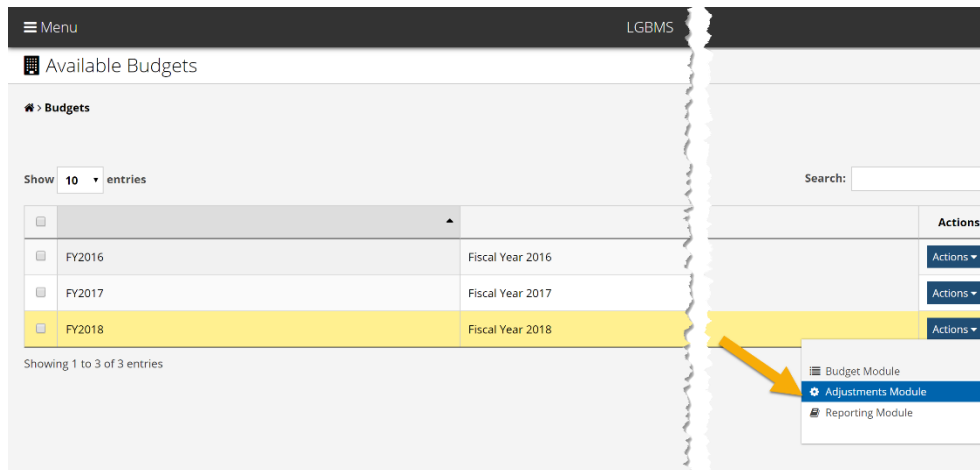 Menu LGBMS
Available Budgets
> Budgets
Show 10 entries Search:
Actions
FY2016 Fiscal Year 2016 Actions
FY2017 Fiscal Year 2017 Actions
FY2018 Fiscal Year 2018 Actions
Showing 1 to 3 of 3 entries
Budget Module
Adjustments Module
Reporting Module